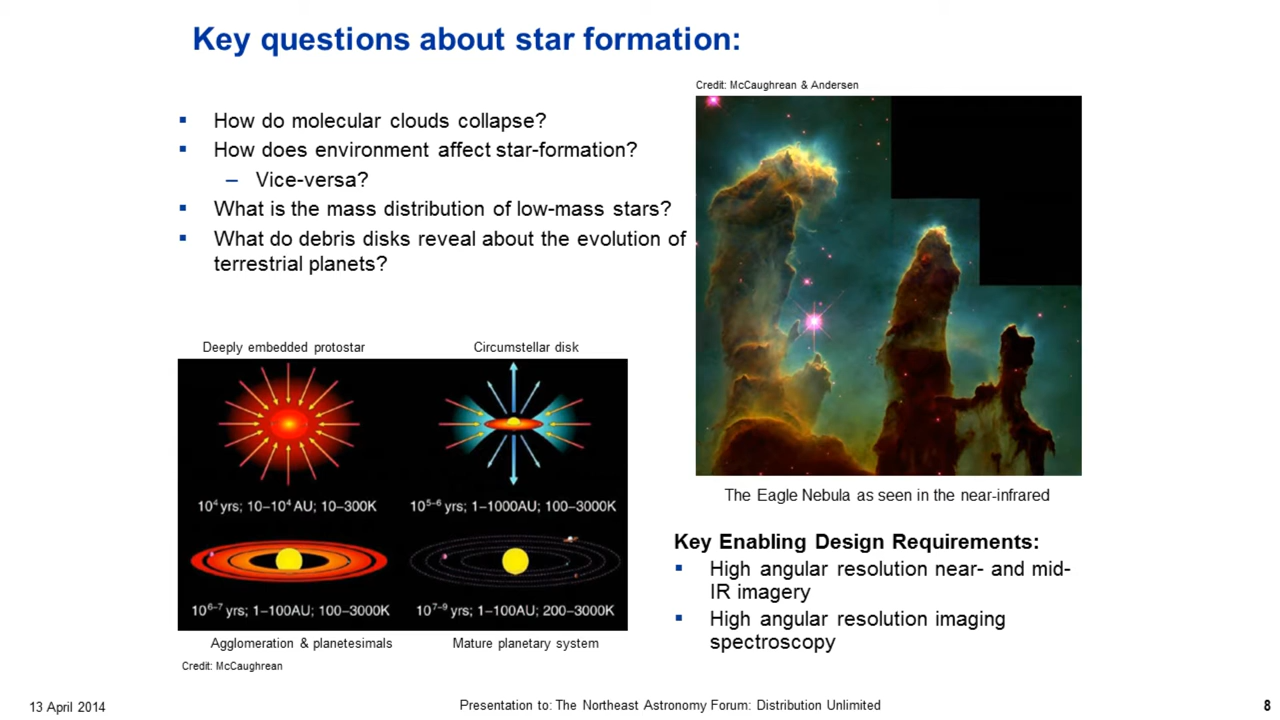 Key questions about star formation:
▪ How do molecular clouds collapse?
▪ How does environment affect star-formation?
– Vice-versa?
▪ What is the mass distribution of low-mass stars?
▪ What do debris disks reveal about the evolution of
terrestrial planets?
Credit: McCaughrean & Andersen
The Eagle Nebula as seen in the near-infrared
Deeply embedded protostar
Circumstellar disk
10⁴ yrs; 10–10⁴ AU; 10–300K
10⁵⁻⁶ yrs; 1–1000AU; 100–3000K
10⁶⁻⁷ yrs; 1–100AU; 100–3000K
10⁷⁻⁹ yrs; 1–100AU; 200–3000K
Agglomeration & planetesimals
Mature planetary system
Credit: McCaughrean
Key Enabling Design Requirements:
▪ High angular resolution near- and mid-
IR imagery
▪ High angular resolution imaging
spectroscopy
13 April 2014
Presentation to: The Northeast Astronomy Forum: Distribution Unlimited
8